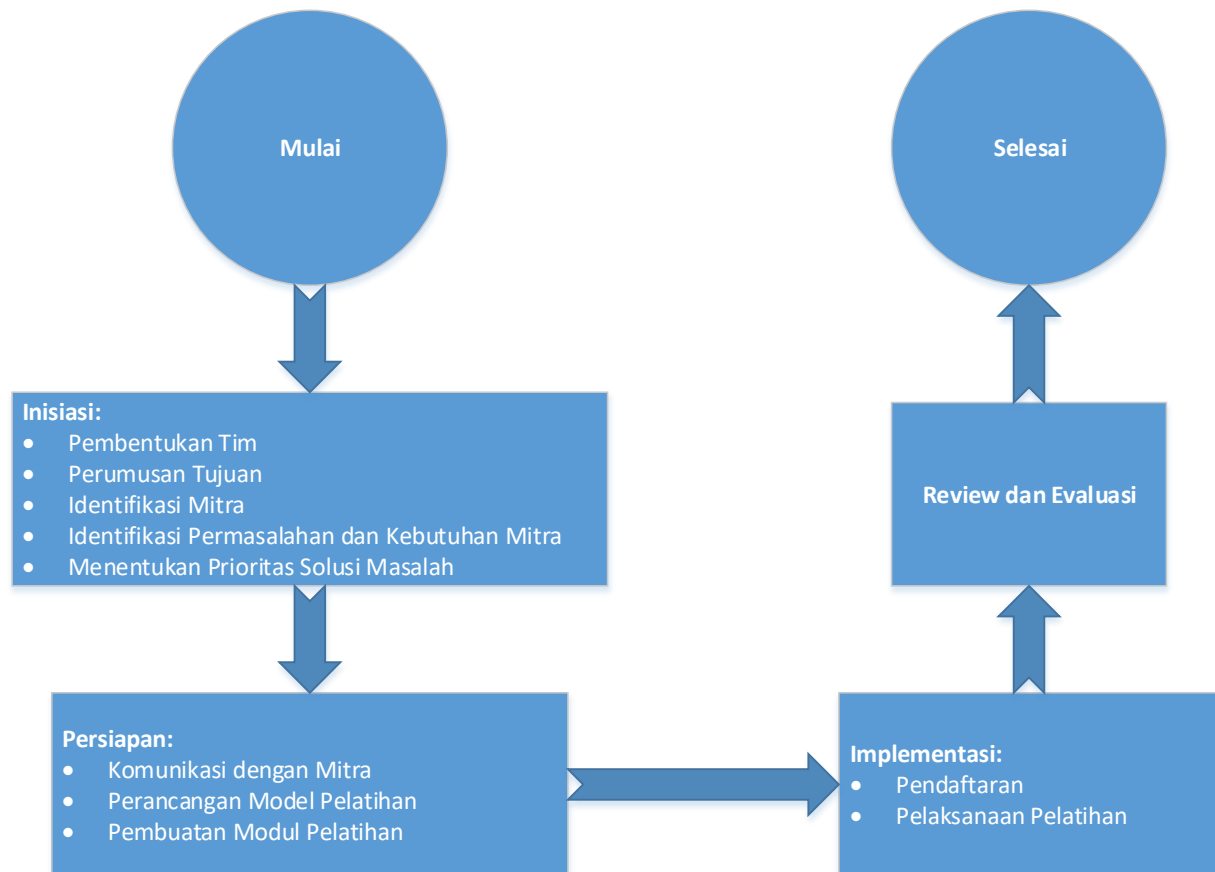 Mulai
Inisiasi:
• Pembentukan Tim
• Perumusan Tujuan
• Identifikasi Mitra
• Identifikasi Permasalahan dan Kebutuhan Mitra
• Menentukan Prioritas Solusi Masalah
Persiapan:
• Komunikasi dengan Mitra
• Perancangan Model Pelatihan
• Pembuatan Modul Pelatihan
Implementasi:
• Pendaftaran
• Pelaksanaan Pelatihan
Review dan Evaluasi
Selesai